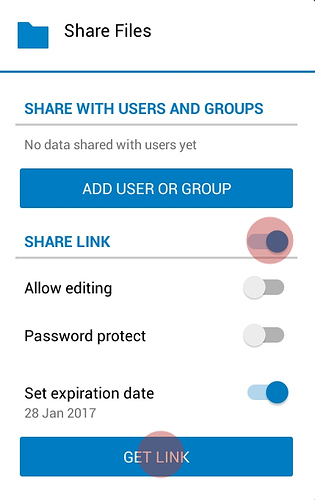 Share Files
SHARE WITH USERS AND GROUPS
No data shared with users yet
ADD USER OR GROUP
SHARE LINK
Allow editing
Password protect
Set expiration date
28 Jan 2017
GET LINK